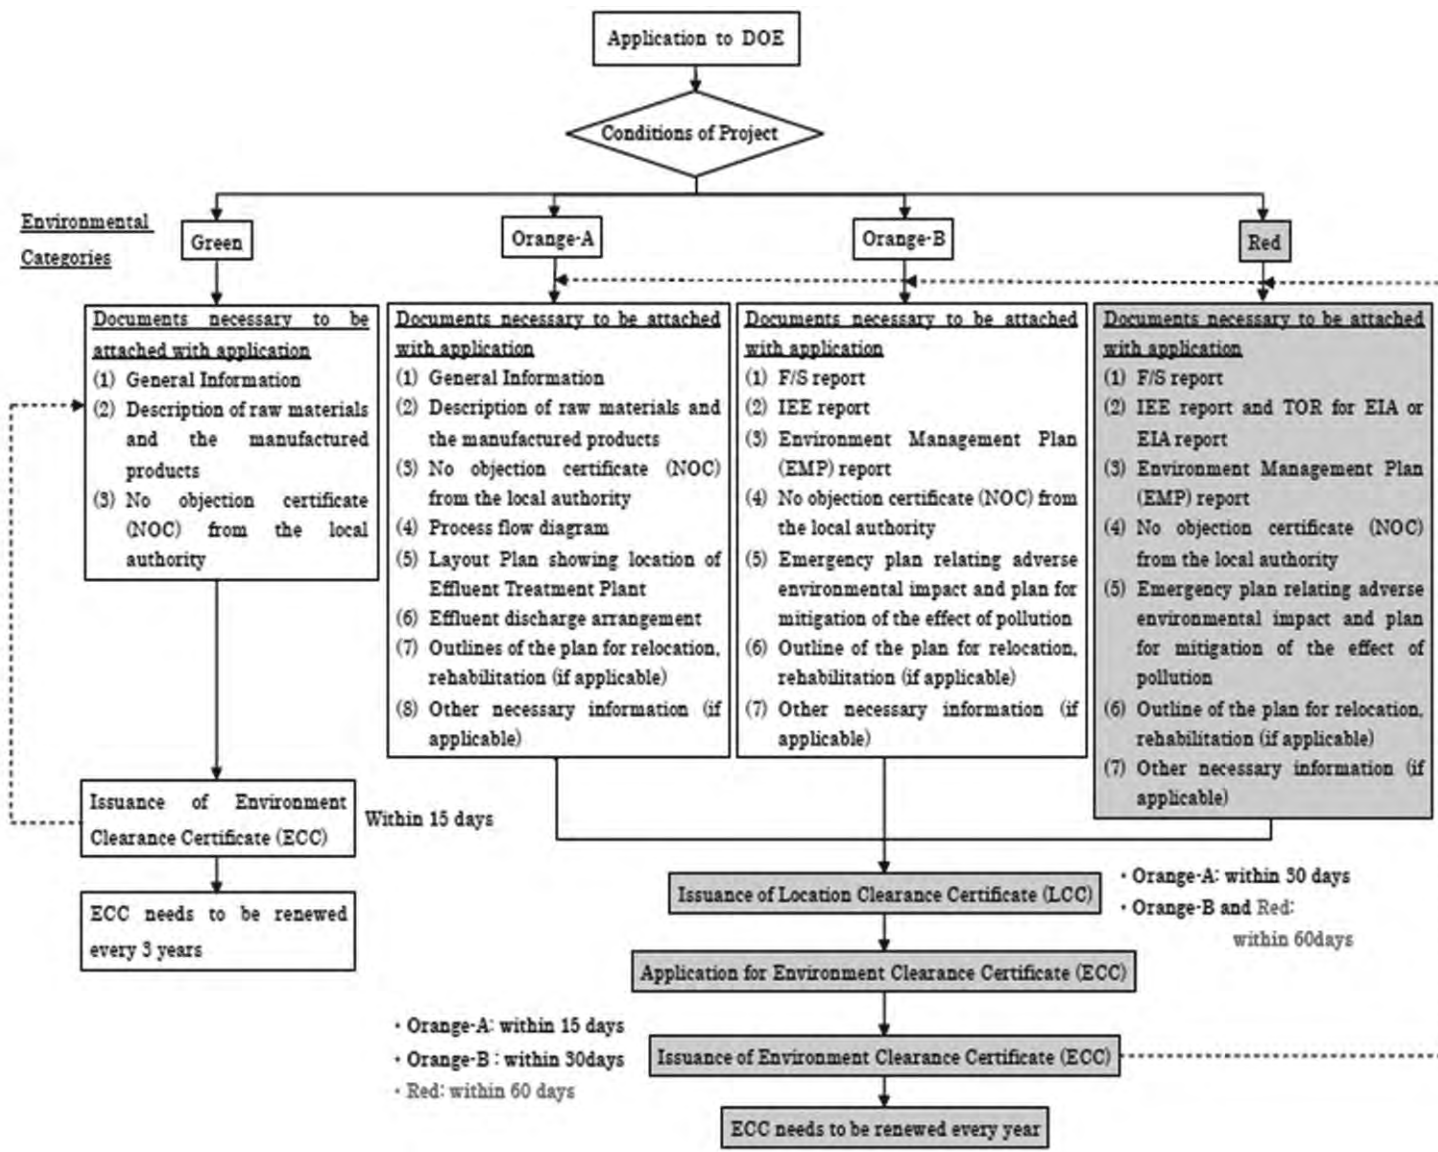 Application to DOE
Conditions of Project
Environmental
Categories
Green
Orange-A
Orange-B
Red
Documents necessary to be
attached with application
(1) General Information
(2) Description of raw materials
and the manufactured
products
(3) No objection certificate
(NOC) from the local
authority
Documents necessary to be attached
with application
(1) General Information
(2) Description of raw materials and
the manufactured products
(3) No objection certificate (NOC)
from the local authority
(4) Process flow diagram
(5) Layout Plan showing location of
Effluent Treatment Plant
(6) Effluent discharge arrangement
(7) Outlines of the plan for relocation,
rehabilitation (if applicable)
(8) Other necessary information (if
applicable)
Documents necessary to be attached
with application
(1) F/S report
(2) IEE report
(3) Environment Management Plan
(EMP) report
(4) No objection certificate (NOC) from
the local authority
(5) Emergency plan relating adverse
environmental impact and plan for
mitigation of the effect of pollution
(6) Outline of the plan for relocation,
rehabilitation (if applicable)
(7) Other necessary information (if
applicable)
Documents necessary to be attached
with application
(1) F/S report
(2) IEE report and TOR for EIA or
EIA report
(3) Environment Management Plan
(EMP) report
(4) No objection certificate (NOC)
from the local authority
(5) Emergency plan relating adverse
environmental impact and plan
for mitigation of the effect of
pollution
(6) Outline of the plan for relocation,
rehabilitation (if applicable)
(7) Other necessary information (if
applicable)
Issuance of Environment
Clearance Certificate (ECC)
Within 15 days
ECC needs to be renewed
every 3 years
Issuance of Location Clearance Certificate (LCC)
・Orange-A: within 30 days
・Orange-B and Red:
within 60days
Application for Environment Clearance Certificate (ECC)
・Orange-A: within 15 days
・Orange-B : within 30days
・Red: within 60 days
Issuance of Environment Clearance Certificate (ECC)
ECC needs to be renewed every year